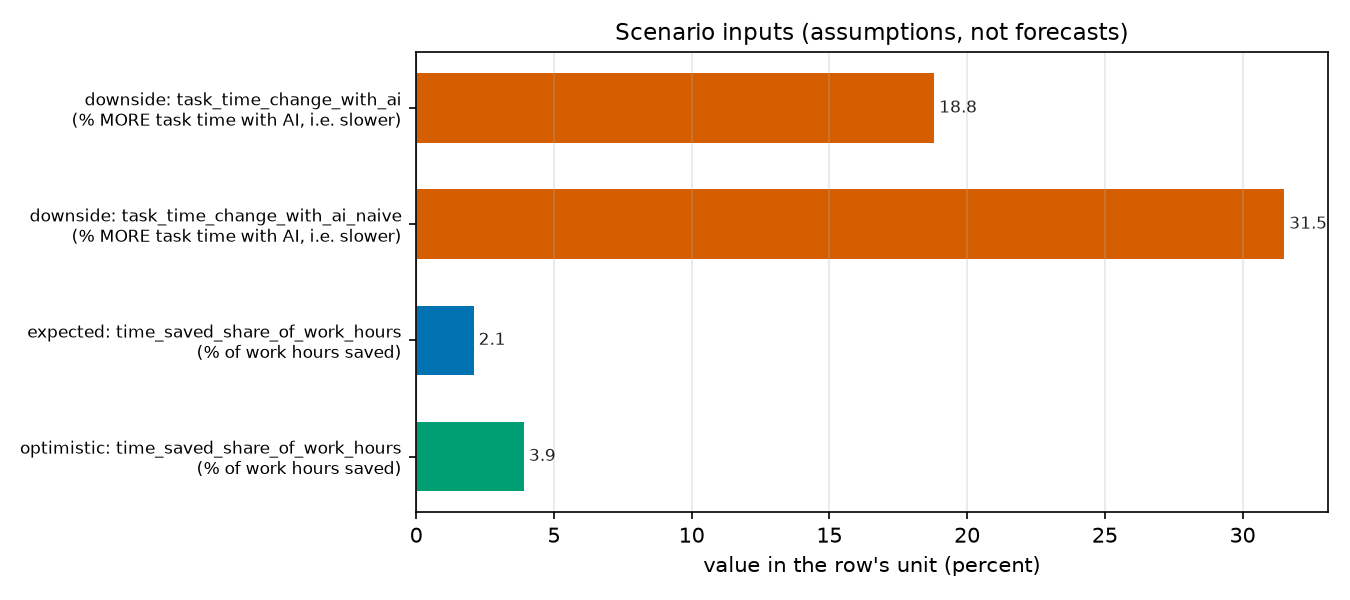 Scenario inputs (assumptions, not forecasts)
downside: task_time_change_with_ai
(% MORE task time with AI, i.e. slower)
18.8
downside: task_time_change_with_ai_naive
(% MORE task time with AI, i.e. slower)
31.5
expected: time_saved_share_of_work_hours
(% of work hours saved)
2.1
optimistic: time_saved_share_of_work_hours
(% of work hours saved)
3.9
0 5 10 15 20 25 30
value in the row's unit (percent)